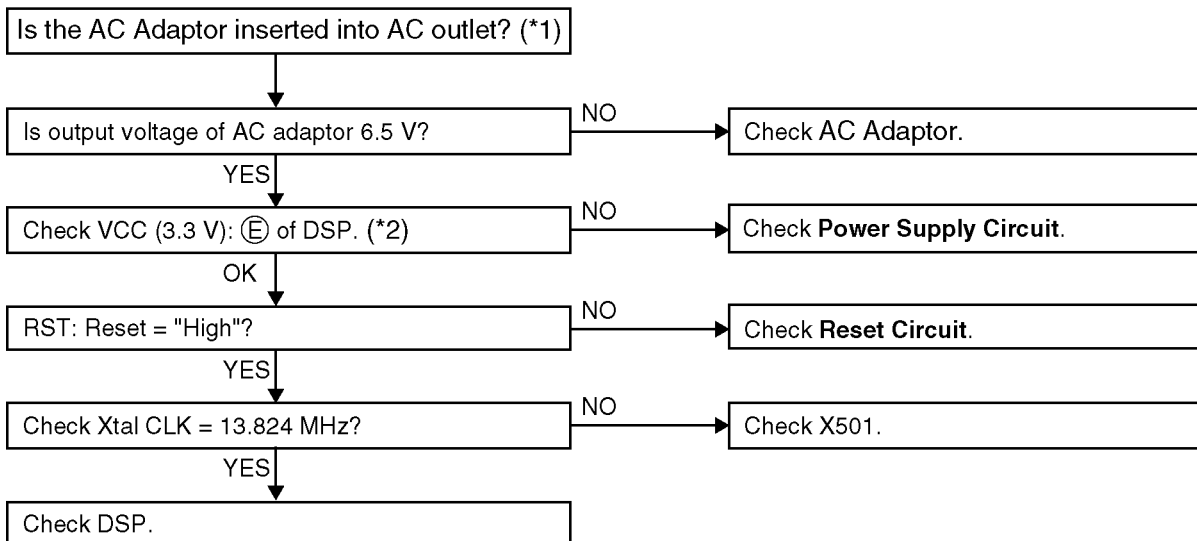 Is the AC Adaptor inserted into AC outlet? (*1)
Is output voltage of AC adaptor 6.5 V?
NO
Check AC Adaptor.
YES
Check VCC (3.3 V): Ⓔ of DSP. (*2)
NO
Check Power Supply Circuit.
OK
RST: Reset = "High"?
NO
Check Reset Circuit.
YES
Check Xtal CLK = 13.824 MHz?
NO
Check X501.
YES
Check DSP.